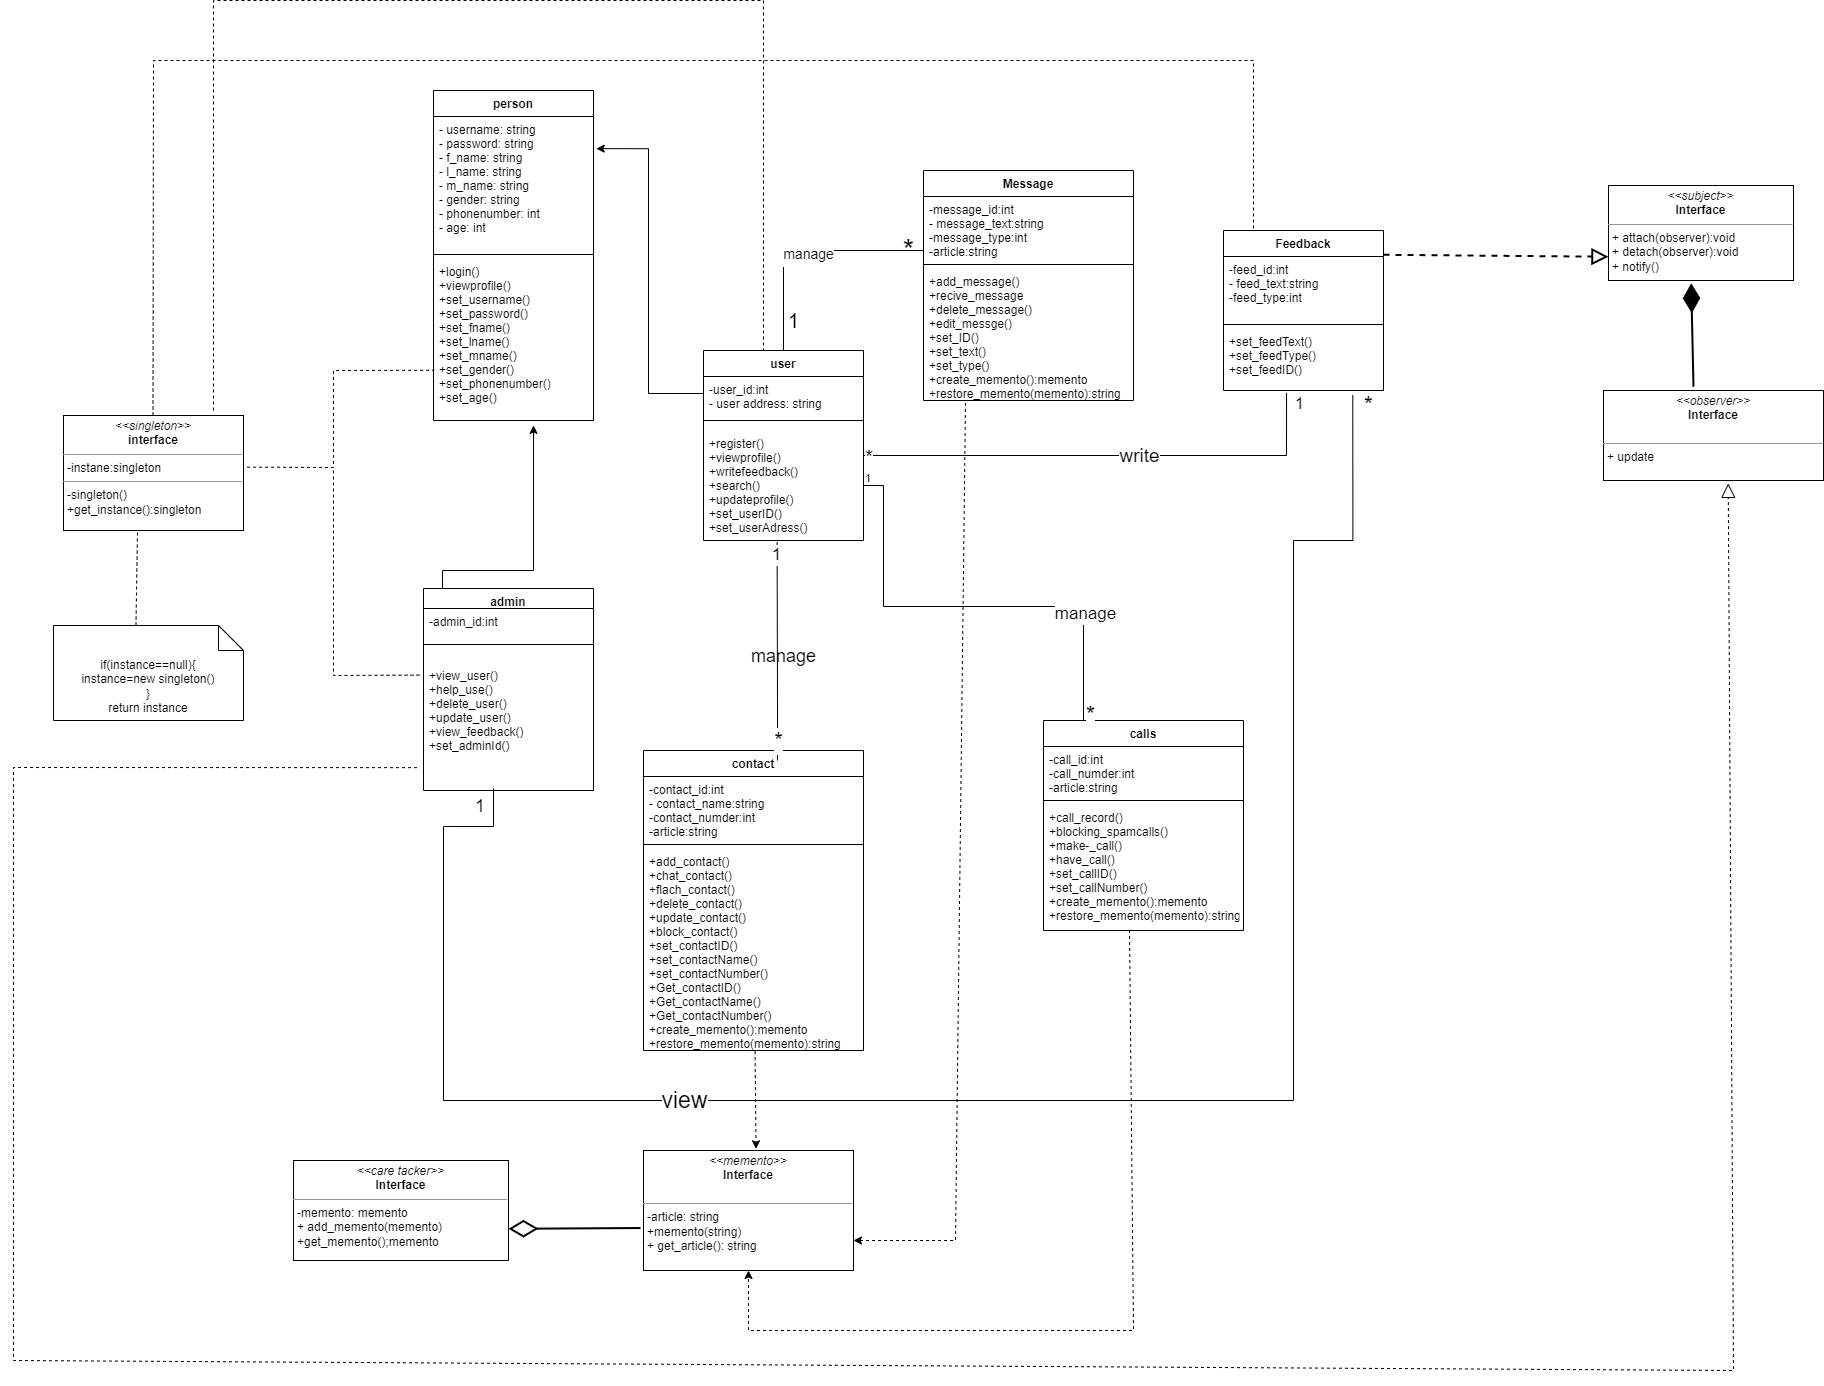 person
- username: string
- password: string
- f_name: string
- l_name: string
- m_name: string
- gender: string
- phonenumber: int
- age: int
+login()
+viewprofile()
+set_username()
+set_password()
+set_fname()
+set_lname()
+set_mname()
+set_gender()
+set_phonenumber()
+set_age()
Message
-message_id:int
- message_text:string
-message_type:int
-article:string
+add_message()
+recive_message
+delete_message()
+edit_messge()
+set_ID()
+set_text()
+set_type()
+create_memento():memento
+restore_memento(memento):string
manage
*
1
Feedback
-feed_id:int
- feed_text:string
-feed_type:int
+set_feedText()
+set_feedType()
+set_feedID()
1
*
<<subject>>
Interface
+ attach(observer):void
+ detach(observer):void
+ notify()
<<observer>>
Interface
+ update
user
-user_id:int
- user address: string
+register()
+viewprofile()
+writefeedback()
+search()
+updateprofile()
+set_userID()
+set_userAdress()
*
write
1
1
manage
*
manage
*
<<singleton>>
interface
-instane:singleton
-singleton()
+get_instance():singleton
if(instance==null){
instance=new singleton()
}
return instance
admin
-admin_id:int
+view_user()
+help_use()
+delete_user()
+update_user()
+view_feedback()
+set_adminId()
1
contact
-contact_id:int
- contact_name:string
-contact_numder:int
-article:string
+add_contact()
+chat_contact()
+flach_contact()
+delete_contact()
+update_contact()
+block_contact()
+set_contactID()
+set_contactName()
+set_contactNumber()
+Get_contactID()
+Get_contactName()
+Get_contactNumber()
+create_memento():memento
+restore_memento(memento):string
calls
-call_id:int
-call_numder:int
-article:string
+call_record()
+blocking_spamcalls()
+make-_call()
+have_call()
+set_callID()
+set_callNumber()
+create_memento():memento
+restore_memento(memento):string
view
<<care tacker>>
Interface
-memento: memento
+ add_memento(memento)
+get_memento();memento
<<memento>>
Interface
-article: string
+memento(string)
+ get_article(): string